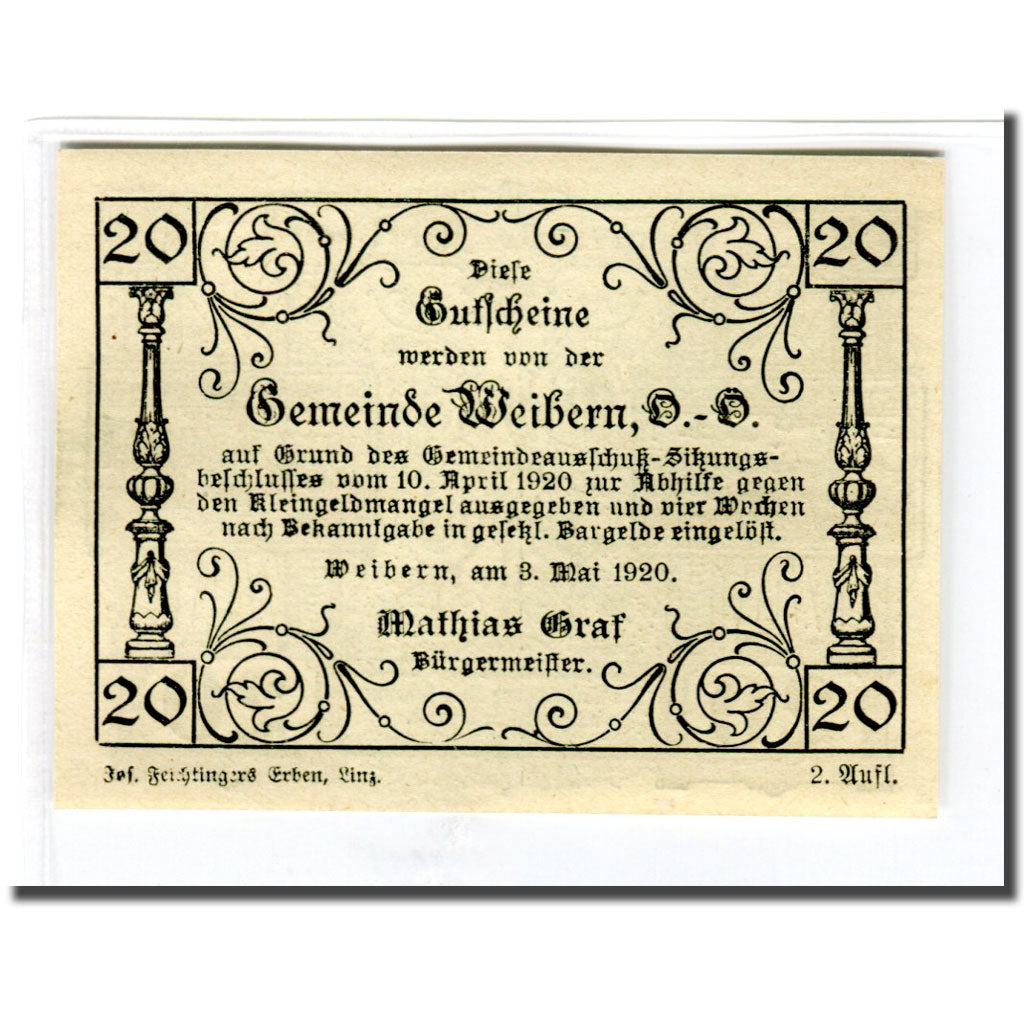 20 20
Diese
Gutscheine
werden von der
Gemeinde Weibern, O.-Ö.
auf Grund des Gemeindeausschuß-Sitzungs-
beschlusses vom 10. April 1920 zur Abhilfe gegen
den Kleingeldmangel ausgegeben und vier Wochen
nach Bekanntgabe in gesetzl. Bargelde eingelöst.
Weibern, am 3. Mai 1920.
Mathias Graf
Bürgermeister.
20 20
Jos. Feichtingers Erben, Linz. 2. Aufl.